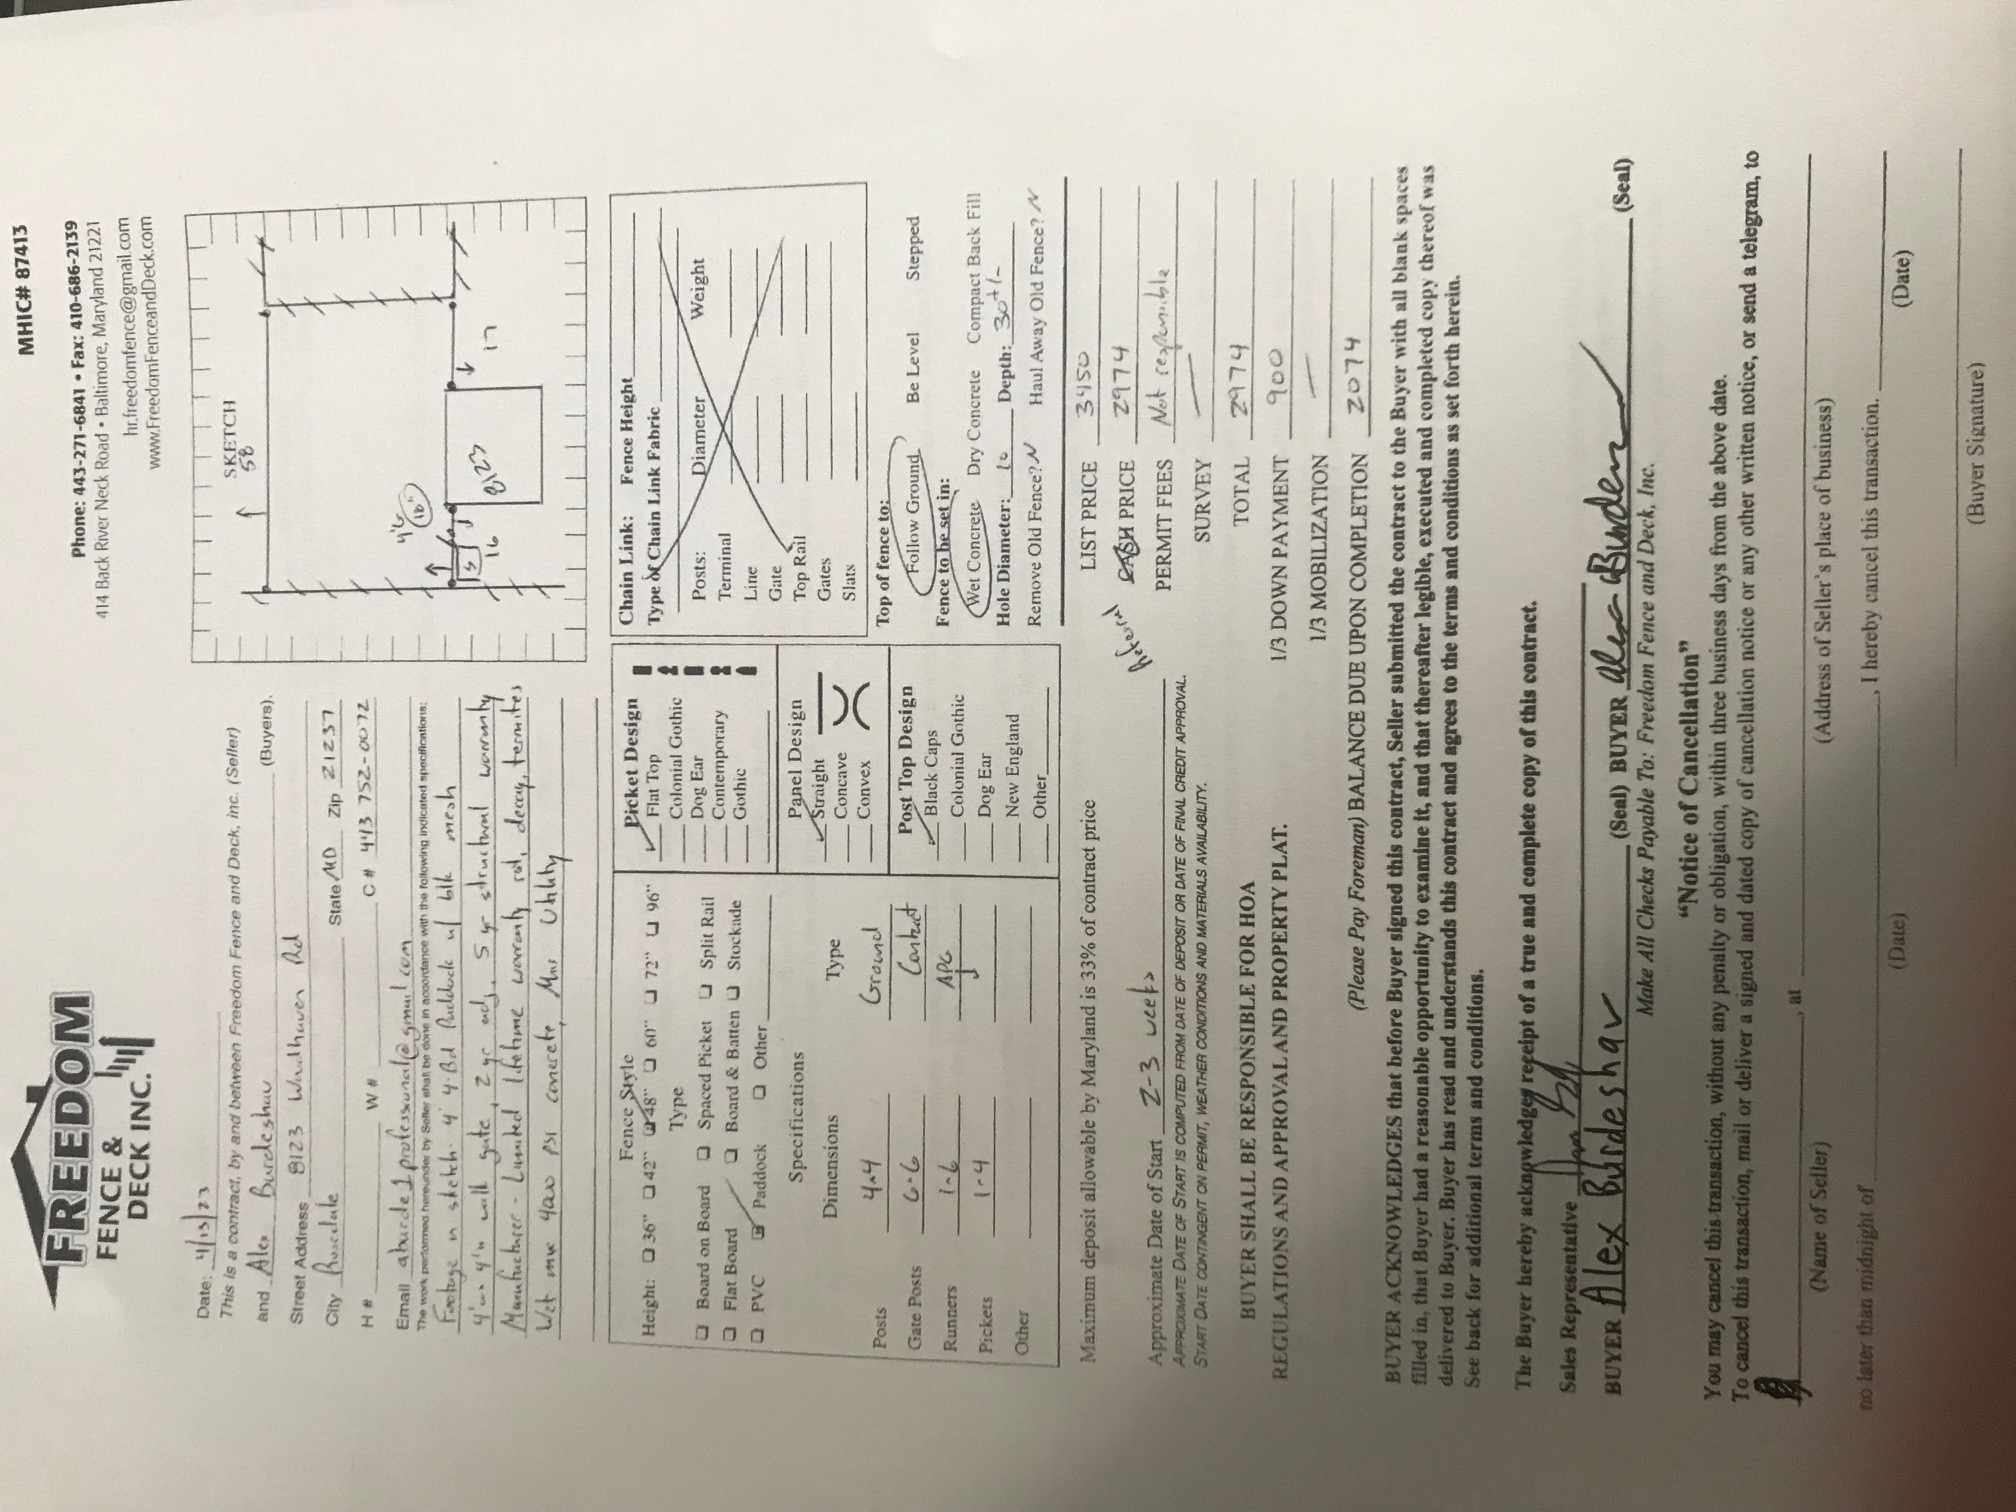 MHIC# 87413
FREEDOM
FENCE &
DECK INC.
Phone: 443-271-6841 • Fax: 410-686-2139
414 Back River Neck Road • Baltimore, Maryland 21221
hr.freedomfence@gmail.com
www.FreedomFenceandDeck.com
Date: 4/13/23
This is a contract, by and between Freedom Fence and Deck, inc. (Seller)
and Alex Burdeshaw (Buyers).
Street Address 8123 Woodhaven Rd
City Rosedale State MD Zip 21237
H # W # C # 443 752-0072
Email aburde1professional@gmail.com
The work performed hereunder by Seller shall be done in accordance with the following indicated specifications:
Footage in sketch. 4' 4-Bd Paddock w/ blk mesh
4' walk gate, 2 yr adj, 5 yr structural warranty
Manufacturer - Limited lifetime warranty rot, decay, termites
Wet mix 4000 PSI concrete, Miss Utility
SKETCH
58
18"
5
16
8123
17
Fence Style
Height: 36" 42" 48" 60" 72" 96"
Type
Board on Board Spaced Picket Split Rail
Flat Board Board & Batten Stockade
PVC Paddock Other
Specifications
Dimensions Type
Posts 4x4 Ground
Gate Posts 6-6 Contact
Runners 1-6 APG
Pickets 1-4
Other
Picket Design
Flat Top
Colonial Gothic
Dog Ear
Contemporary
Gothic
Panel Design
Straight
Concave
Convex
Post Top Design
Black Caps
Colonial Gothic
Dog Ear
New England
Other
Chain Link: Fence Height
Type of Chain Link Fabric
Posts: Diameter Weight
Terminal
Line
Gate
Top Rail
Gates
Slats
Top of fence to:
Follow Ground Be Level Stepped
Fence to be set in:
Wet Concrete Dry Concrete Compact Back Fill
Hole Diameter: 10 Depth: 30+/-
Remove Old Fence? N Haul Away Old Fence? N
Maximum deposit allowable by Maryland is 33% of contract price
LIST PRICE 3450
Referral CASH PRICE 2974
Approximate Date of Start 2-3 weeks
PERMIT FEES Not responsible
APPROXIMATE DATE OF START IS COMPUTED FROM DATE OF DEPOSIT OR DATE OF FINAL CREDIT APPROVAL.
START DATE CONTINGENT ON PERMIT, WEATHER CONDITIONS AND MATERIALS AVAILABILITY.
SURVEY —
TOTAL 2974
BUYER SHALL BE RESPONSIBLE FOR HOA
REGULATIONS AND APPROVAL AND PROPERTY PLAT.
1/3 DOWN PAYMENT 900
1/3 MOBILIZATION —
(Please Pay Foreman) BALANCE DUE UPON COMPLETION 2074
BUYER ACKNOWLEDGES that before Buyer signed this contract, Seller submitted the contract to the Buyer with all blank spaces
filled in, that Buyer had a reasonable opportunity to examine it, and that thereafter legible, executed and completed copy thereof was
delivered to Buyer. Buyer has read and understands this contract and agrees to the terms and conditions as set forth herein.
See back for additional terms and conditions.
The Buyer hereby acknowledges receipt of a true and complete copy of this contract.
Sales Representative
BUYER Alex Burdeshaw (Seal) BUYER (Seal)
Make All Checks Payable To: Freedom Fence and Deck, Inc.
"Notice of Cancellation"
You may cancel this transaction, without any penalty or obligation, within three business days from the above date.
To cancel this transaction, mail or deliver a signed and dated copy of cancellation notice or any other written notice, or send a telegram, to
, at
(Name of Seller) (Address of Seller's place of business)
no later than midnight of , I hereby cancel this transaction.
(Date) (Date)
(Buyer Signature)